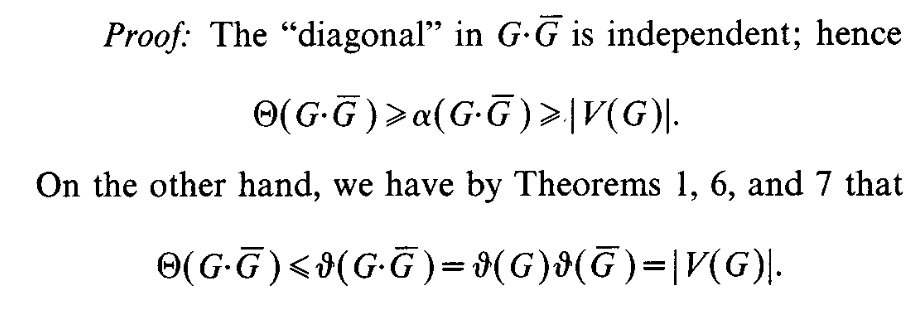 Proof: The “diagonal” in G·G̅ is independent; hence
Θ(G·G̅)⩾α(G·G̅)⩾|V(G)|.
On the other hand, we have by Theorems 1, 6, and 7 that
Θ(G·G̅)⩽ϑ(G·G̅)=ϑ(G)ϑ(G̅)=|V(G)|.